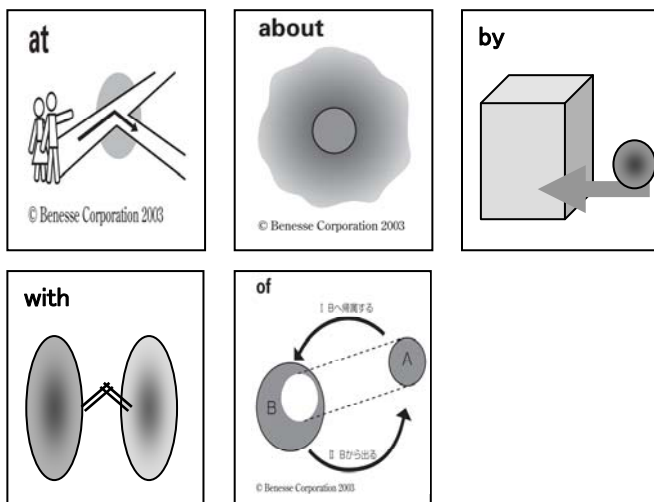 at
© Benesse Corporation 2003
about
© Benesse Corporation 2003
by
with
of
I Bへ帰属する
A
B
II Bから出る
© Benesse Corporation 2003